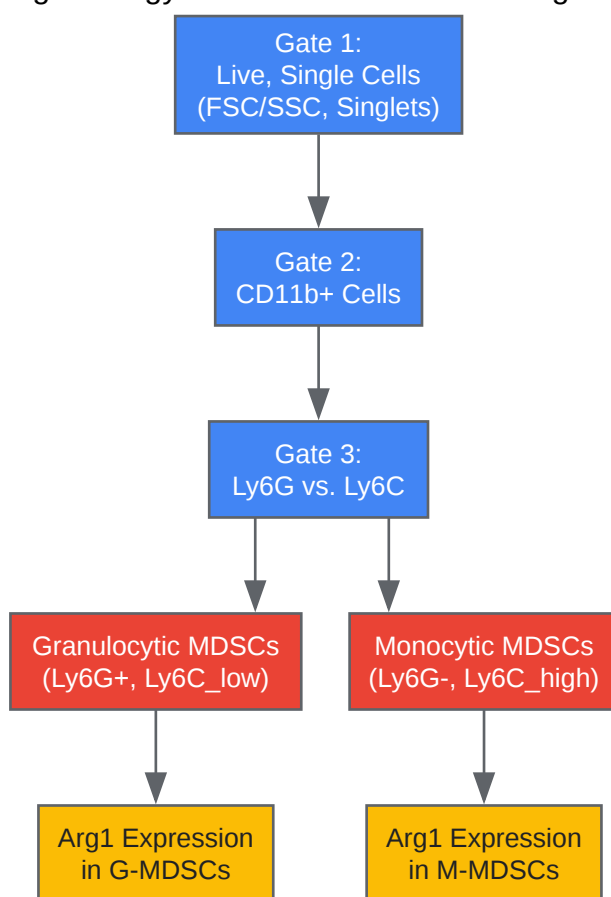 Gate 1:
Live, Single Cells
(FSC/SSC, Singlets)
Gate 2:
CD11b+ Cells
Gate 3:
Ly6G vs. Ly6C
Granulocytic MDSCs
(Ly6G+, Ly6C_low)
Monocytic MDSCs
(Ly6G-, Ly6C_high)
Arg1 Expression
in G-MDSCs
Arg1 Expression
in M-MDSCs